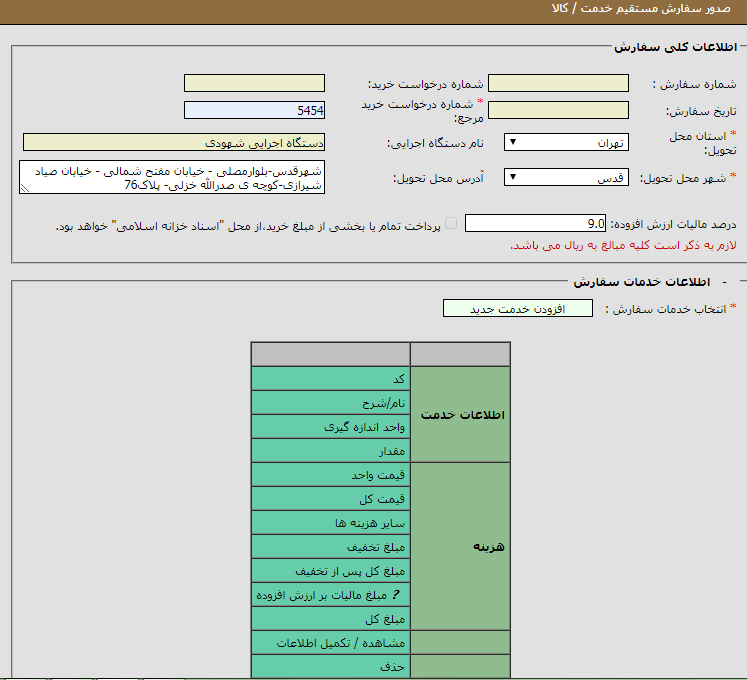 صدور سفارش مستقیم خدمت / کالا
اطلاعات کلی سفارش
شماره سفارش :
شماره درخواست خرید:
تاریخ سفارش:
* شماره درخواست خرید مرجع:
5454
* استان محل تحویل:
تهران
نام دستگاه اجرایی:
دستگاه اجرایی شهودی
* شهر محل تحویل:
قدس
آدرس محل تحویل:
شهرقدس-بلوارمصلی - خیابان مفتح شمالی - خیابان صیاد
شیرازی-کوچه ی صدرالله خزلی- پلاک76
درصد مالیات ارزش افزوده:
9.0
پرداخت تمام یا بخشی از مبلغ خرید،از محل "اسناد خزانه اسلامی" خواهد بود.
لازم به ذکر است کلیه مبالغ به ریال می باشد.
- اطلاعات خدمات سفارش
* انتخاب خدمات سفارش :
افزودن خدمت جدید
اطلاعات خدمت
کد
نام/شرح
واحد اندازه گیری
مقدار
هزینه
قیمت واحد
قیمت کل
سایر هزینه ها
مبلغ تخفیف
مبلغ کل پس از تخفیف
? مبلغ مالیات بر ارزش افزوده
مبلغ کل
مشاهده / تکمیل اطلاعات
حذف